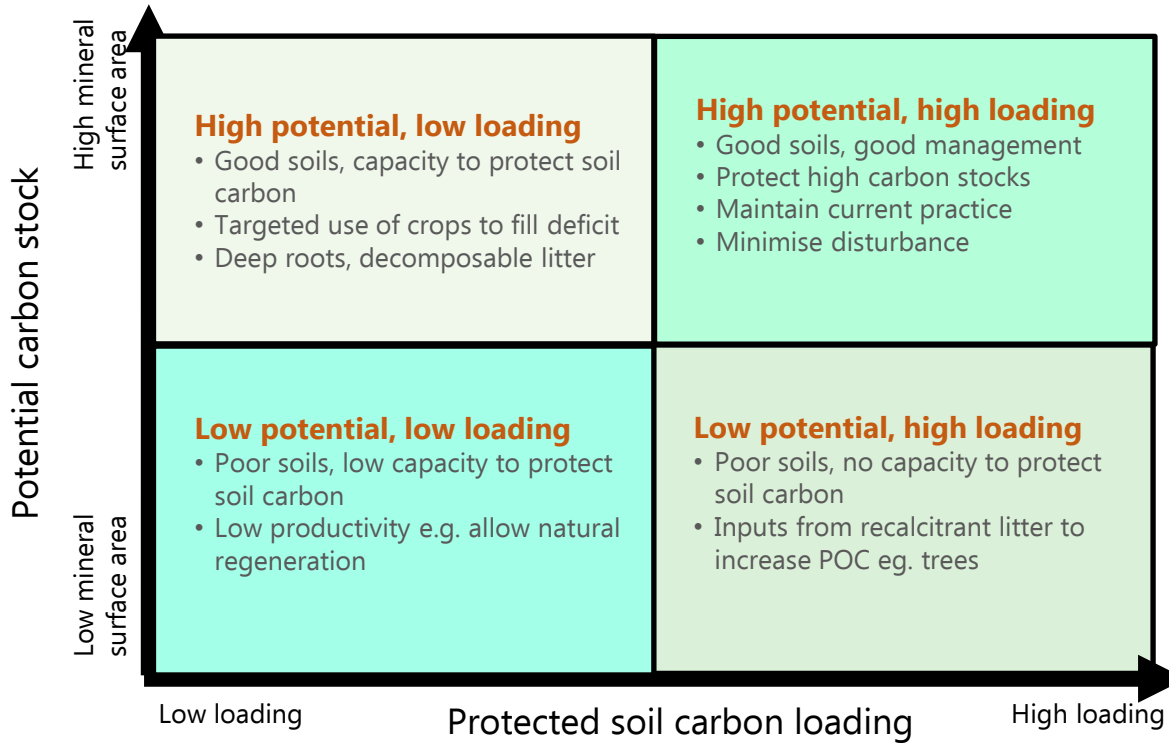 Potential carbon stock
High mineral
surface area
Low mineral
surface area
High potential, low loading
• Good soils, capacity to protect soil
carbon
• Targeted use of crops to fill deficit
• Deep roots, decomposable litter
High potential, high loading
• Good soils, good management
• Protect high carbon stocks
• Maintain current practice
• Minimise disturbance
Low potential, low loading
• Poor soils, low capacity to protect
soil carbon
• Low productivity e.g. allow natural
regeneration
Low potential, high loading
• Poor soils, no capacity to protect
soil carbon
• Inputs from recalcitrant litter to
increase POC eg. trees
Low loading
Protected soil carbon loading
High loading